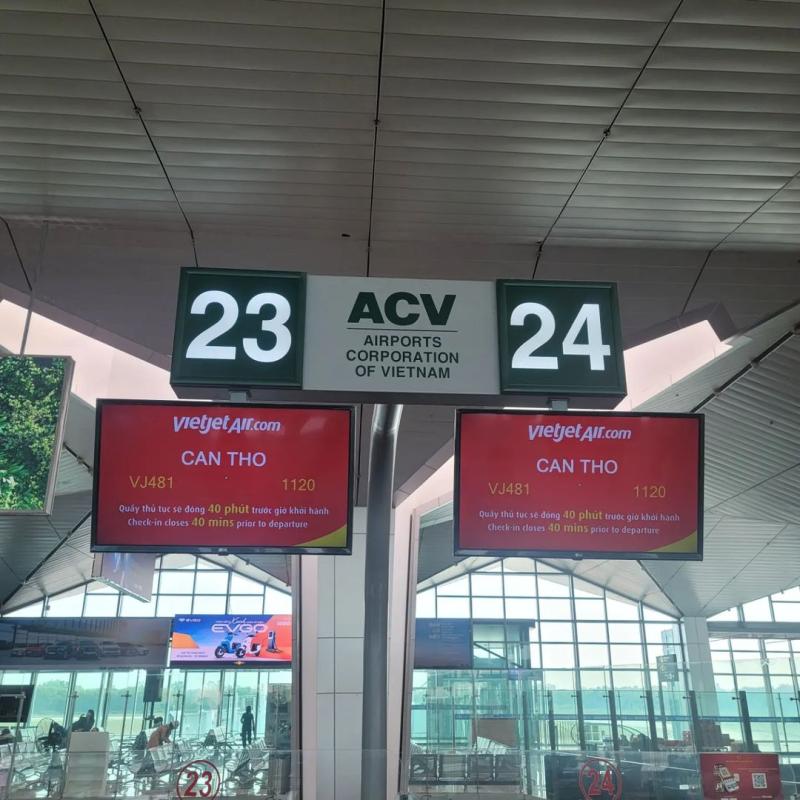 23
ACV
AIRPORTS
CORPORATION
OF VIETNAM
24
vietjetAir.com
CAN THO
VJ481 1120
Quầy thủ tục sẽ đóng 40 phút trước giờ khởi hành
Check-in closes 40 mins prior to departure
vietjetAir.com
CAN THO
VJ481 1120
Quầy thủ tục sẽ đóng 40 phút trước giờ khởi hành
Check-in closes 40 mins prior to departure
LG
LG
EVGO
23
24